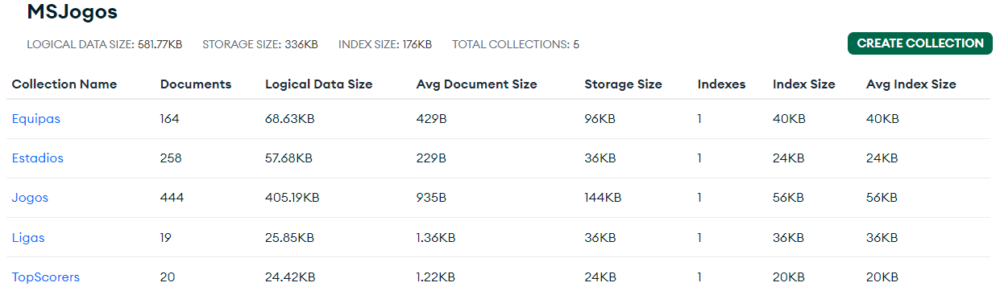 MSJogos
LOGICAL DATA SIZE: 581.77KB STORAGE SIZE: 336KB INDEX SIZE: 176KB TOTAL COLLECTIONS: 5 CREATE COLLECTION
Collection Name Documents Logical Data Size Avg Document Size Storage Size Indexes Index Size Avg Index Size
Equipas 164 68.63KB 429B 96KB 1 40KB 40KB
Estadios 258 57.68KB 229B 36KB 1 24KB 24KB
Jogos 444 405.19KB 935B 144KB 1 56KB 56KB
Ligas 19 25.85KB 1.36KB 36KB 1 36KB 36KB
TopScorers 20 24.42KB 1.22KB 24KB 1 20KB 20KB